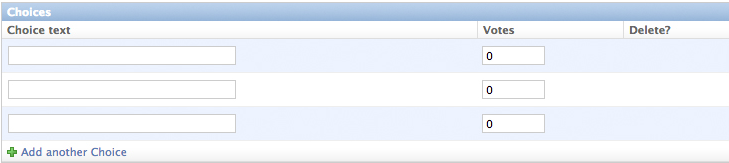 Choices
Choice text Votes Delete?
0
0
0
Add another Choice